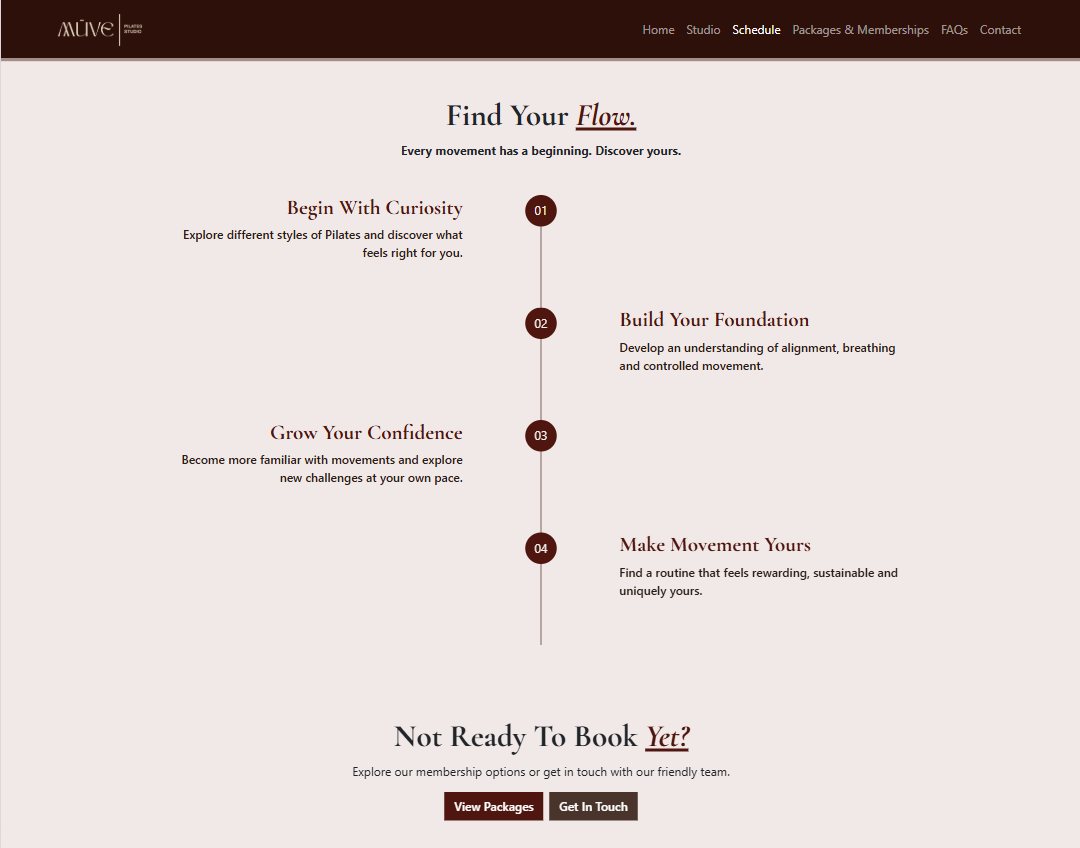 MŪVE
PILATES
STUDIO
Home Studio Schedule Packages & Memberships FAQs Contact
Find Your Flow.
Every movement has a beginning. Discover yours.
Begin With Curiosity
01
Explore different styles of Pilates and discover what
feels right for you.
02
Build Your Foundation
Develop an understanding of alignment, breathing
and controlled movement.
Grow Your Confidence
03
Become more familiar with movements and explore
new challenges at your own pace.
04
Make Movement Yours
Find a routine that feels rewarding, sustainable and
uniquely yours.
Not Ready To Book Yet?
Explore our membership options or get in touch with our friendly team.
View Packages Get In Touch